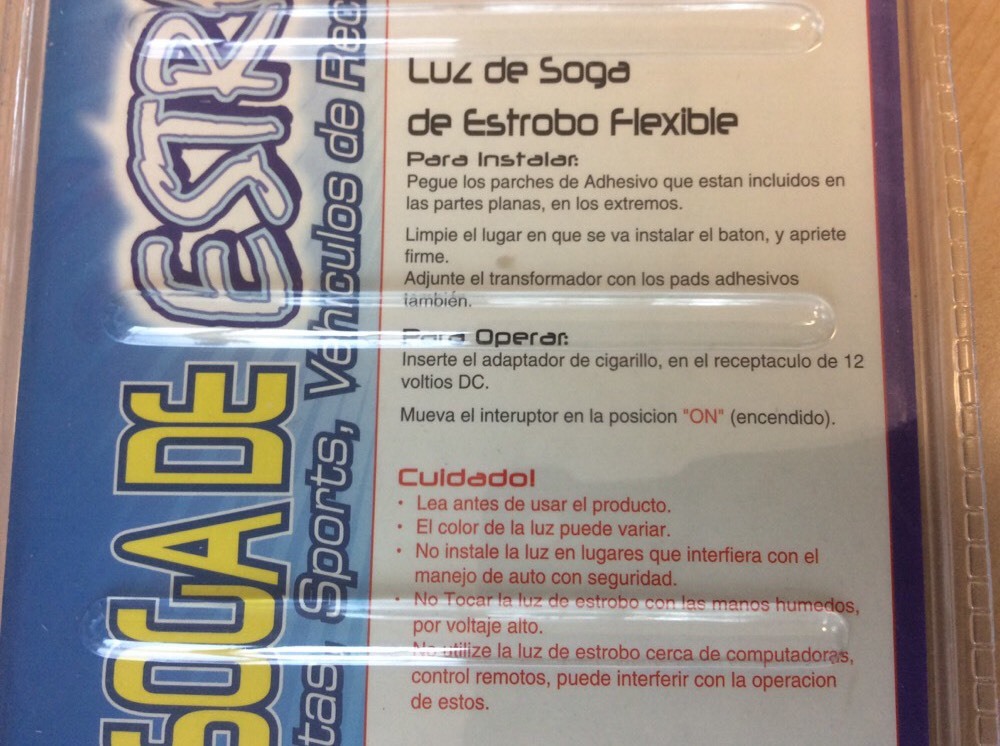 Luz de Soga
de Estrobo Flexible
Para Instalar:
Pegue los parches de Adhesivo que estan incluidos en
las partes planas, en los extremos.
Limpie el lugar en que se va instalar el baton, y apriete
firme.
Adjunte el transformador con los pads adhesivos
también.
Para Operar:
Inserte el adaptador de cigarillo, en el receptaculo de 12
voltios DC.
Mueva el interuptor en la posicion "ON" (encendido).
Cuidado!
• Lea antes de usar el producto.
• El color de la luz puede variar.
• No instale la luz en lugares que interfiera con el
manejo de auto con seguridad.
• No Tocar la luz de estrobo con las manos humedos,
por voltaje alto.
• No utilize la luz de estrobo cerca de computadoras,
control remotos, puede interferir con la operacion
de estos.
SOGA DE ESTR
tas, Sports, Vehiculos de Rec